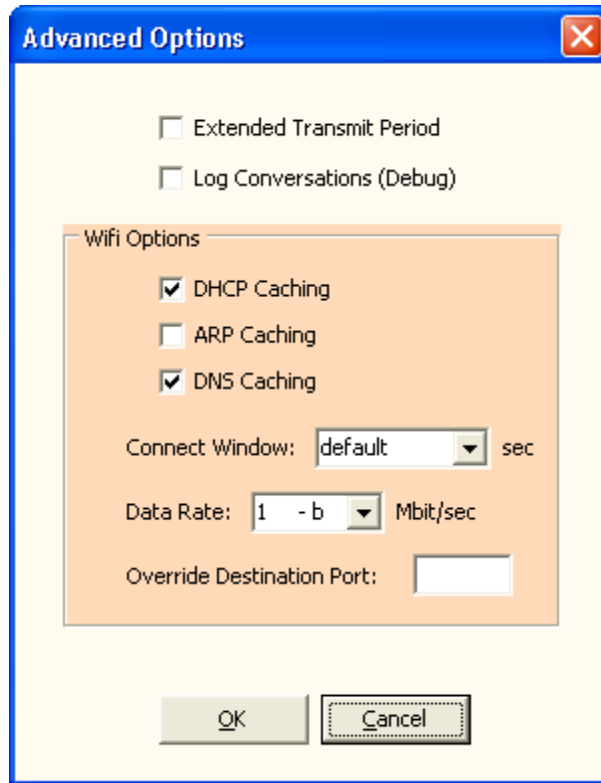 Advanced Options
Extended Transmit Period
Log Conversations (Debug)
Wifi Options
DHCP Caching
ARP Caching
DNS Caching
Connect Window: default sec
Data Rate: 1 - b Mbit/sec
Override Destination Port:
OK Cancel